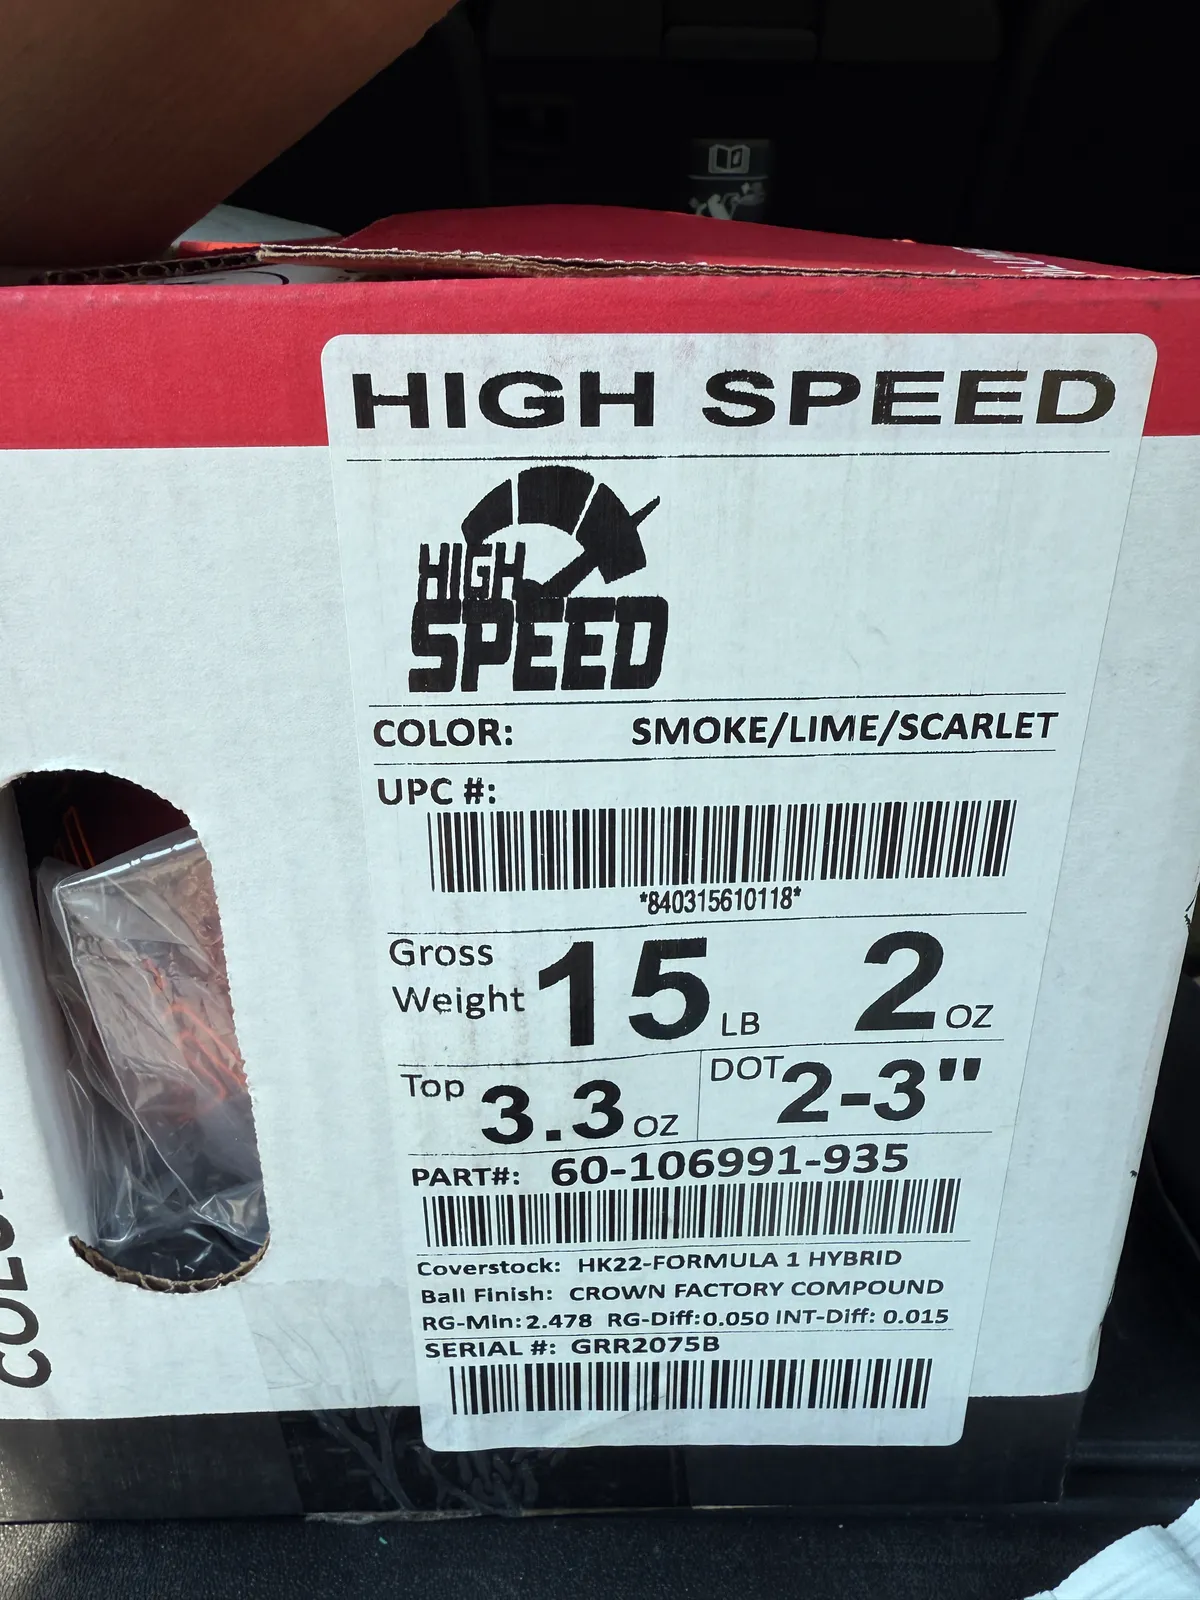 HIGH SPEED
HIGH
SPEED
COLOR: SMOKE/LIME/SCARLET
UPC #:
*840315610118*
Gross Weight 15 LB 2 OZ
Top 3.3 OZ DOT 2-3"
PART#: 60-106991-935
Coverstock: HK22-FORMULA 1 HYBRID
Ball Finish: CROWN FACTORY COMPOUND
RG-Min: 2.478 RG-Diff: 0.050 INT-Diff: 0.015
SERIAL #: GRR2075B